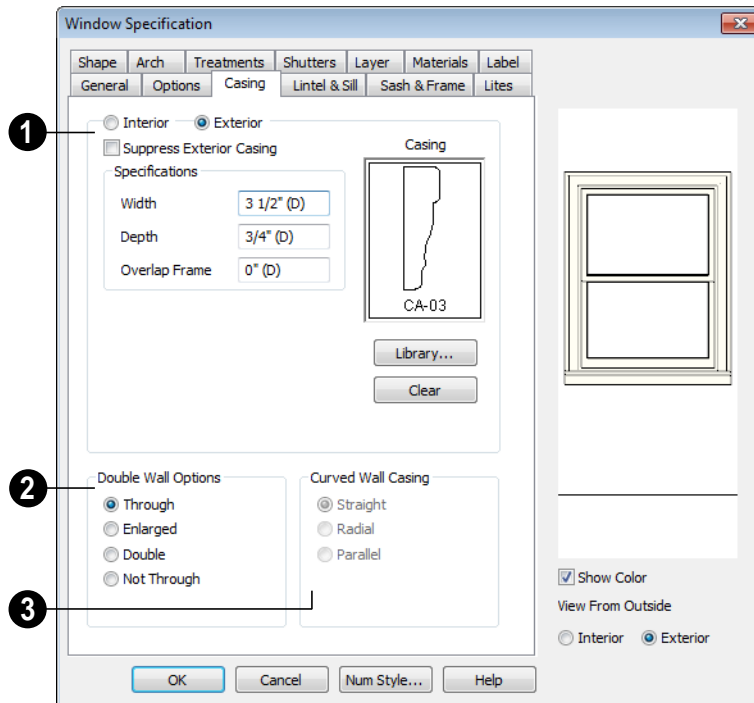 Window Specification
Shape Arch Treatments Shutters Layer Materials Label
General Options Casing Lintel & Sill Sash & Frame Lites
1
Interior Exterior
Suppress Exterior Casing
Casing
Specifications
Width 3 1/2" (D)
Depth 3/4" (D)
Overlap Frame 0" (D)
CA-03
Library...
Clear
2
Double Wall Options
Through
Enlarged
Double
Not Through
Curved Wall Casing
Straight
Radial
Parallel
3
Show Color
View From Outside
Interior Exterior
OK Cancel Num Style... Help